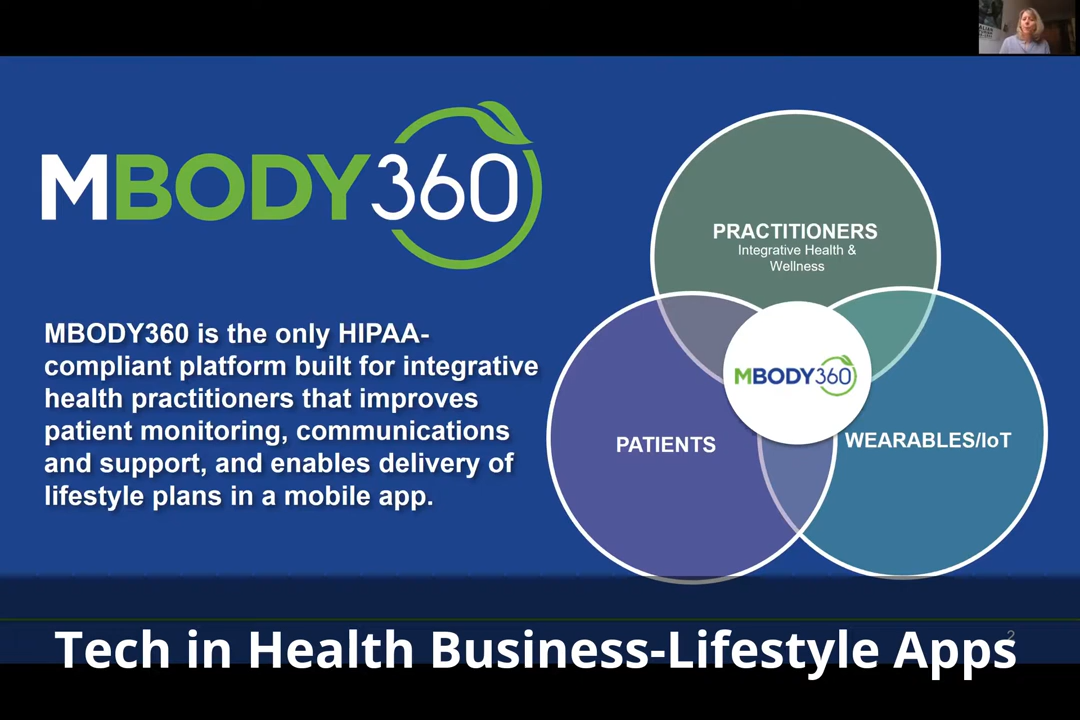 MBODY360
MBODY360 is the only HIPAA-
compliant platform built for integrative
health practitioners that improves
patient monitoring, communications
and support, and enables delivery of
lifestyle plans in a mobile app.
PRACTITIONERS
Integrative Health &
Wellness
MBODY360
PATIENTS
WEARABLES/IoT
2
Tech in Health Business-Lifestyle Apps